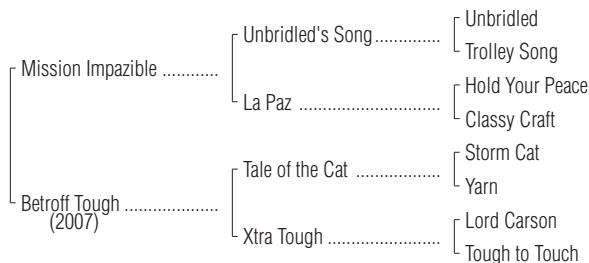 Unbridled
Unbridled's Song..............
Trolley Song
Mission Impazible ............
Hold Your Peace
La Paz ..............................
Classy Craft
Storm Cat
Tale of the Cat ..................
Yarn
Betroff Tough ....................
(2007)
Lord Carson
Xtra Tough ........................
Tough to Touch